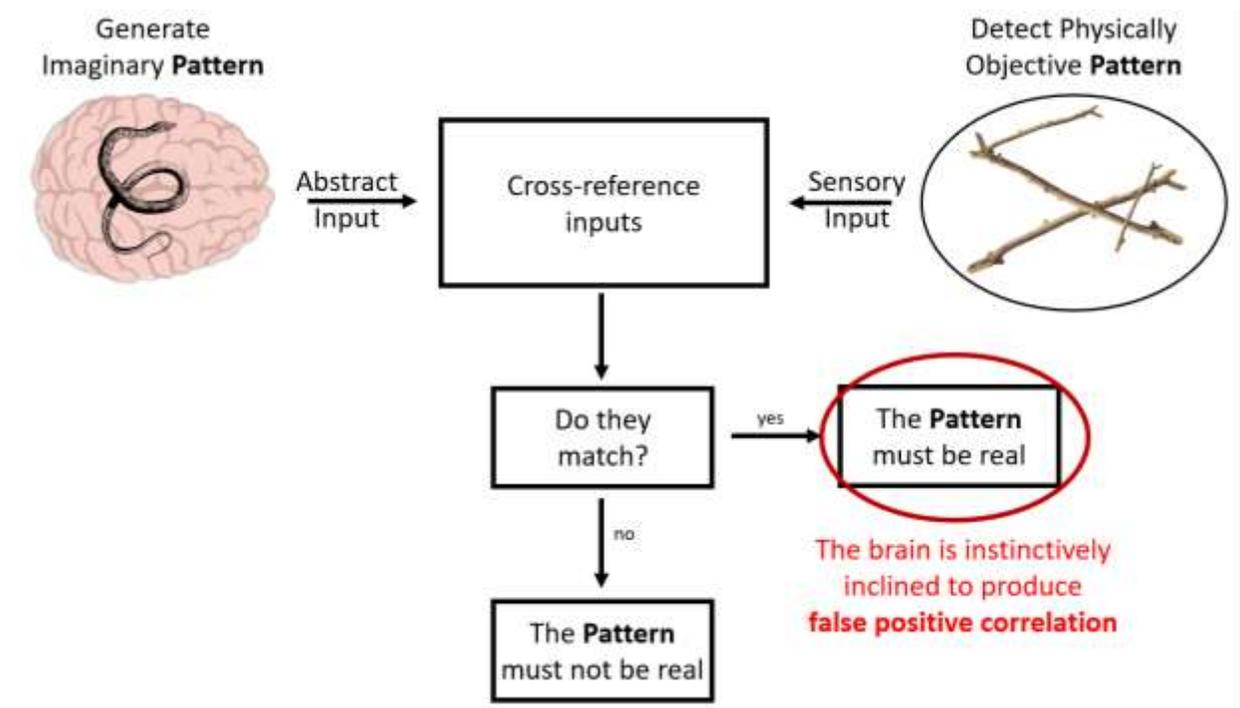 Generate
Imaginary Pattern
Detect Physically
Objective Pattern
Abstract
Input
Cross-reference
inputs
Sensory
Input
Do they
match?
yes
The Pattern
must be real
no
The brain is instinctively
inclined to produce
false positive correlation
The Pattern
must not be real